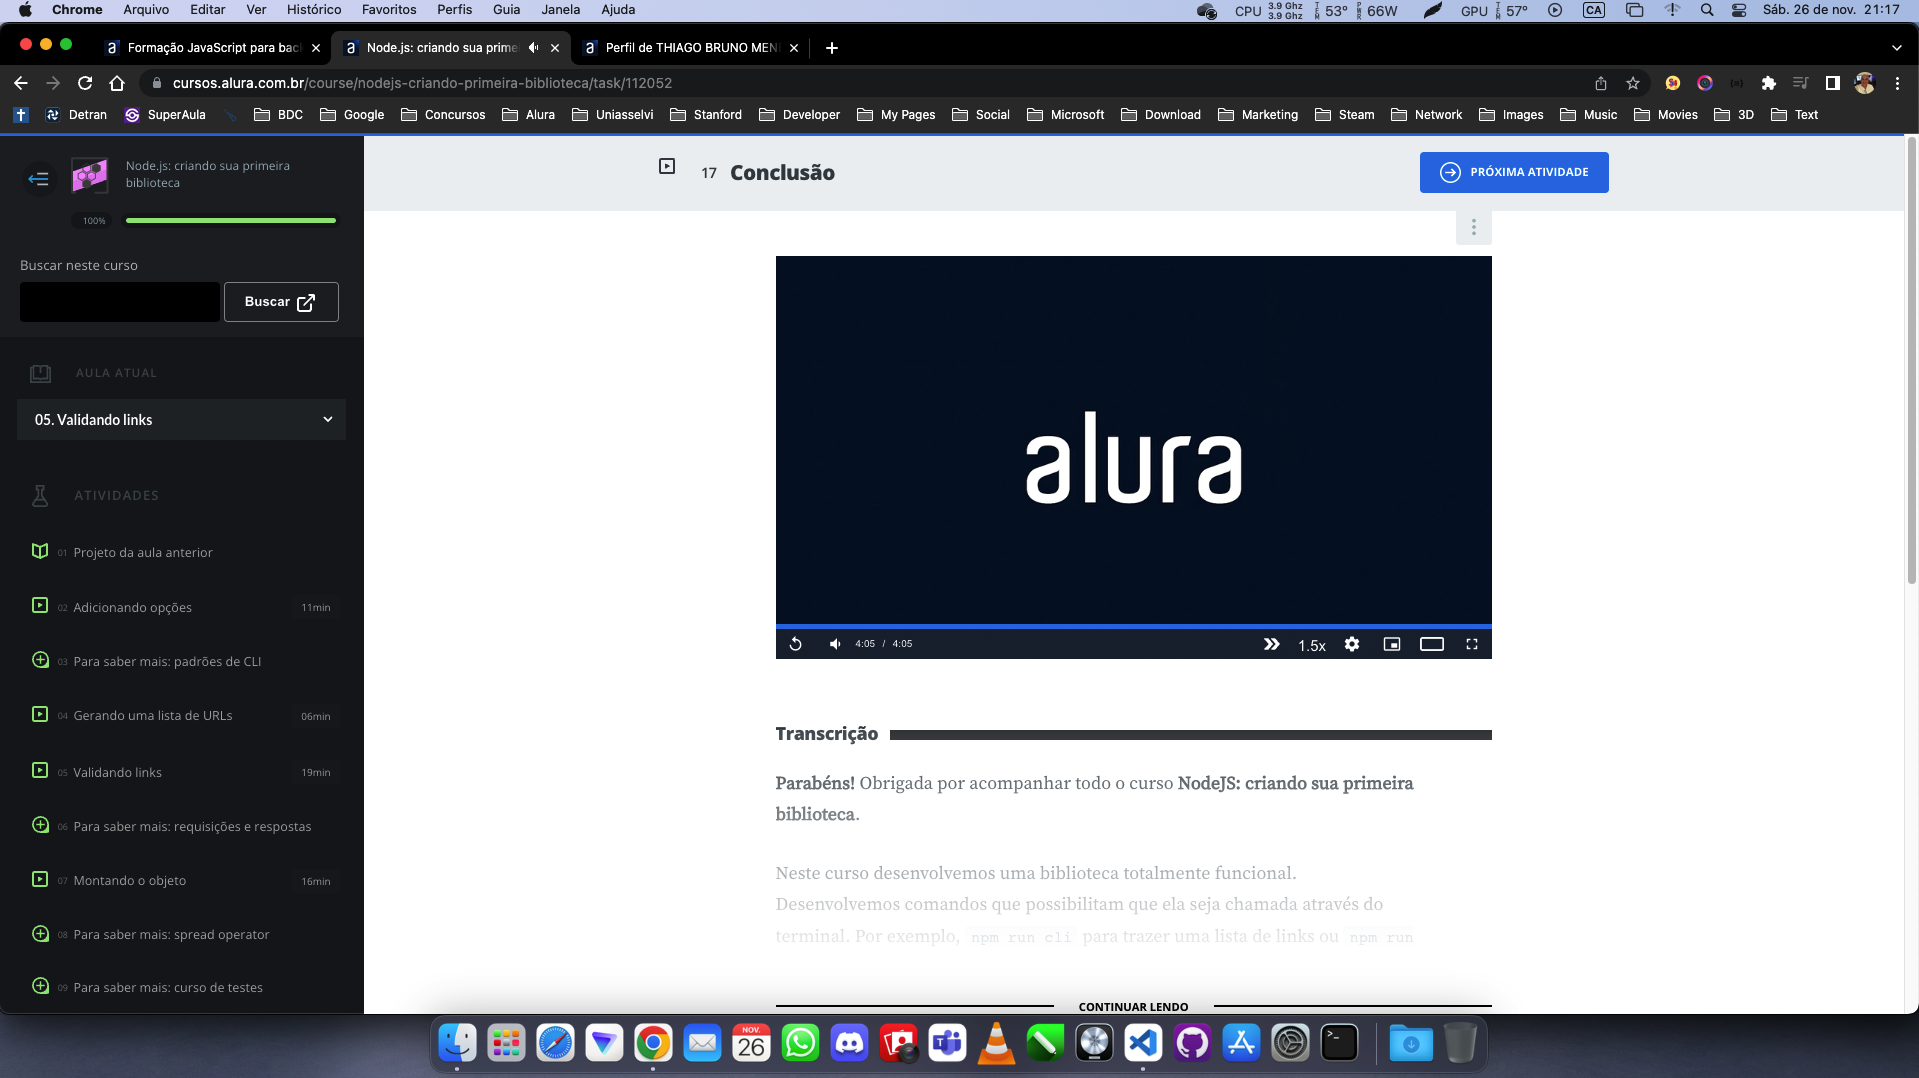 Chrome Arquivo Editar Ver Histórico Favoritos Perfis Guia Janela Ajuda
CPU 3.9 Ghz 3.9 Ghz 53° 66W GPU 57° CA Sáb. 26 de nov. 21:17
Formação JavaScript para bac
Node.js: criando sua prime
Perfil de THIAGO BRUNO MEN
cursos.alura.com.br/course/nodejs-criando-primeira-biblioteca/task/112052
Detran SuperAula BDC Google Concursos Alura Uniasselvi Stanford Developer My Pages Social Microsoft Download Marketing Steam Network Images Music Movies 3D Text
Node.js: criando sua primeira
biblioteca
100%
Buscar neste curso
Buscar
AULA ATUAL
05. Validando links
ATIVIDADES
01 Projeto da aula anterior
02 Adicionando opções 11min
03 Para saber mais: padrões de CLI
04 Gerando uma lista de URLs 06min
05 Validando links 19min
06 Para saber mais: requisições e respostas
07 Montando o objeto 16min
08 Para saber mais: spread operator
09 Para saber mais: curso de testes
17 Conclusão
PRÓXIMA ATIVIDADE
alura
4:05 / 4:05
1.5x
Transcrição
Parabéns! Obrigada por acompanhar todo o curso NodeJS: criando sua primeira
biblioteca.
Neste curso desenvolvemos uma biblioteca totalmente funcional.
Desenvolvemos comandos que possibilitam que ela seja chamada através do
terminal. Por exemplo, npm run cli para trazer uma lista de links ou npm run
CONTINUAR LENDO
NOV.
26